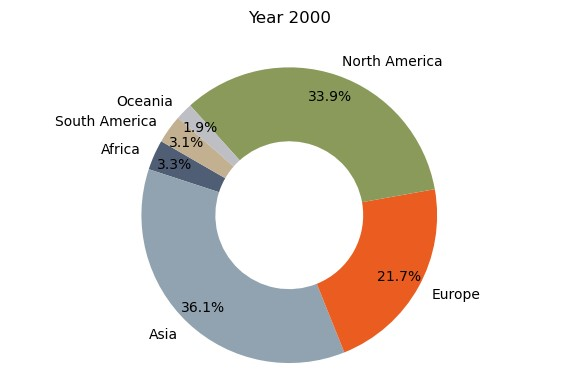 Year 2000
North America
33.9%
Oceania
1.9%
South America
3.1%
Africa
3.3%
21.7%
Europe
36.1%
Asia